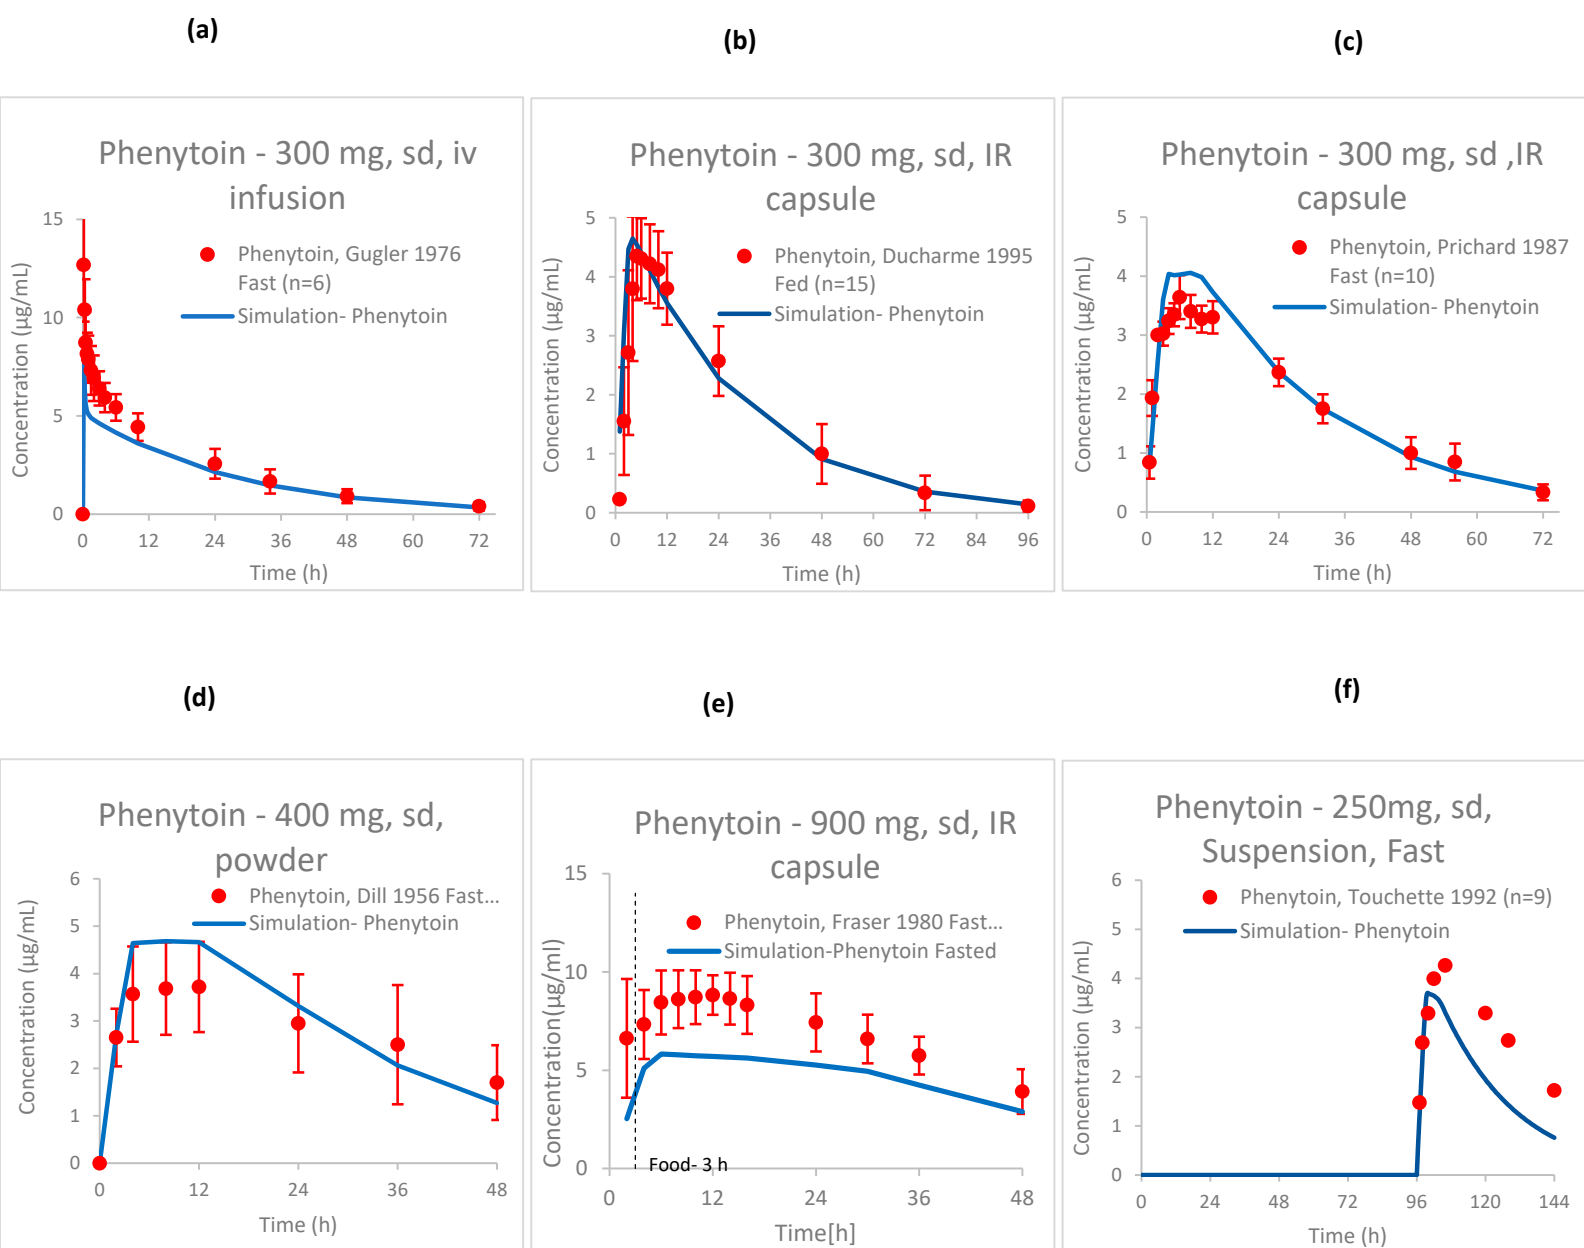 (a)
(b)
(c)
Phenytoin - 300 mg, sd, iv
infusion
15
10
5
0
Concentration (µg/mL)
Phenytoin, Gugler 1976
Fast (n=6)
Simulation- Phenytoin
0 12 24 36 48 60 72
Time (h)
Phenytoin - 300 mg, sd, IR
capsule
5
4
3
2
1
0
Concentration (µg/mL)
Phenytoin, Ducharme 1995
Fed (n=15)
Simulation- Phenytoin
0 12 24 36 48 60 72 84 96
Time (h)
Phenytoin - 300 mg, sd ,IR
capsule
5
4
3
2
1
0
Concentration (µg/mL)
Phenytoin, Prichard 1987
Fast (n=10)
Simulation- Phenytoin
0 12 24 36 48 60 72
Time (h)
(d)
(e)
(f)
Phenytoin - 400 mg, sd,
powder
6
5
4
3
2
1
0
Concentration (µg/mL)
Phenytoin, Dill 1956 Fast...
Simulation- Phenytoin
0 12 24 36 48
Time (h)
Phenytoin - 900 mg, sd, IR
capsule
15
10
5
0
Concentration(µg/ml)
Phenytoin, Fraser 1980 Fast...
Simulation-Phenytoin Fasted
Food- 3 h
0 12 24 36 48
Time[h]
Phenytoin - 250mg, sd,
Suspension, Fast
6
5
4
3
2
1
0
Concentration (µg/mL)
Phenytoin, Touchette 1992 (n=9)
Simulation- Phenytoin
0 24 48 72 96 120 144
Time (h)